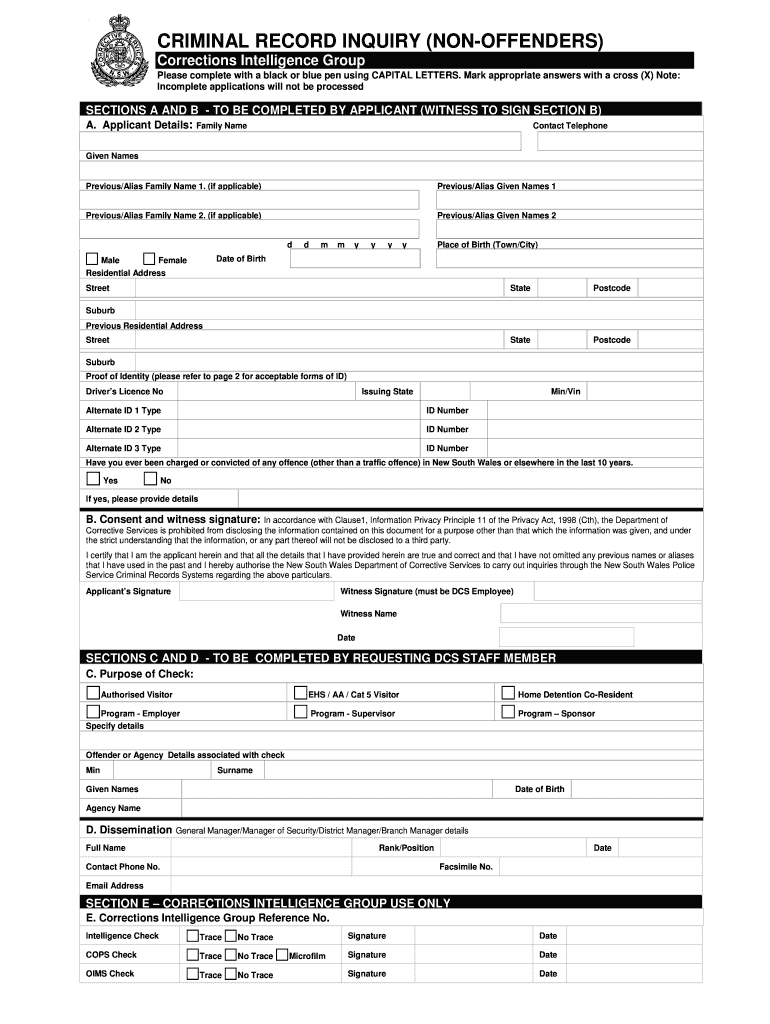 CORRECTIVE SERVICES
N.S.W.
CRIMINAL RECORD INQUIRY (NON-OFFENDERS)
Corrections Intelligence Group
Please complete with a black or blue pen using CAPITAL LETTERS. Mark appropriate answers with a cross (X) Note:
Incomplete applications will not be processed
SECTIONS A AND B - TO BE COMPLETED BY APPLICANT (WITNESS TO SIGN SECTION B)
A. Applicant Details: Family Name Contact Telephone
Given Names
Previous/Alias Family Name 1. (if applicable) Previous/Alias Given Names 1
Previous/Alias Family Name 2. (if applicable) Previous/Alias Given Names 2
d d m m y y y y Place of Birth (Town/City)
Male Female Date of Birth
Residential Address
Street State Postcode
Suburb
Previous Residential Address
Street State Postcode
Suburb
Proof of Identity (please refer to page 2 for acceptable forms of ID)
Driver's Licence No Issuing State Min/Vin
Alternate ID 1 Type ID Number
Alternate ID 2 Type ID Number
Alternate ID 3 Type ID Number
Have you ever been charged or convicted of any offence (other than a traffic offence) in New South Wales or elsewhere in the last 10 years.
Yes No
If yes, please provide details
B. Consent and witness signature: In accordance with Clause1, Information Privacy Principle 11 of the Privacy Act, 1998 (Cth), the Department of
Corrective Services is prohibited from disclosing the information contained on this document for a purpose other than that which the information was given, and under
the strict understanding that the information, or any part thereof will not be disclosed to a third party.
I certify that I am the applicant herein and that all the details that I have provided herein are true and correct and that I have not omitted any previous names or aliases
that I have used in the past and I hereby authorise the New South Wales Department of Corrective Services to carry out inquiries through the New South Wales Police
Service Criminal Records Systems regarding the above particulars.
Applicant's Signature Witness Signature (must be DCS Employee)
Witness Name
Date
SECTIONS C AND D - TO BE COMPLETED BY REQUESTING DCS STAFF MEMBER
C. Purpose of Check:
Authorised Visitor EHS / AA / Cat 5 Visitor Home Detention Co-Resident
Program - Employer Program - Supervisor Program – Sponsor
Specify details
Offender or Agency Details associated with check
Min Surname
Given Names Date of Birth
Agency Name
D. Dissemination General Manager/Manager of Security/District Manager/Branch Manager details
Full Name Rank/Position Date
Contact Phone No. Facsimile No.
Email Address
SECTION E – CORRECTIONS INTELLIGENCE GROUP USE ONLY
E. Corrections Intelligence Group Reference No.
Intelligence Check Trace No Trace Signature Date
COPS Check Trace No Trace Microfilm Signature Date
OIMS Check Trace No Trace Signature Date